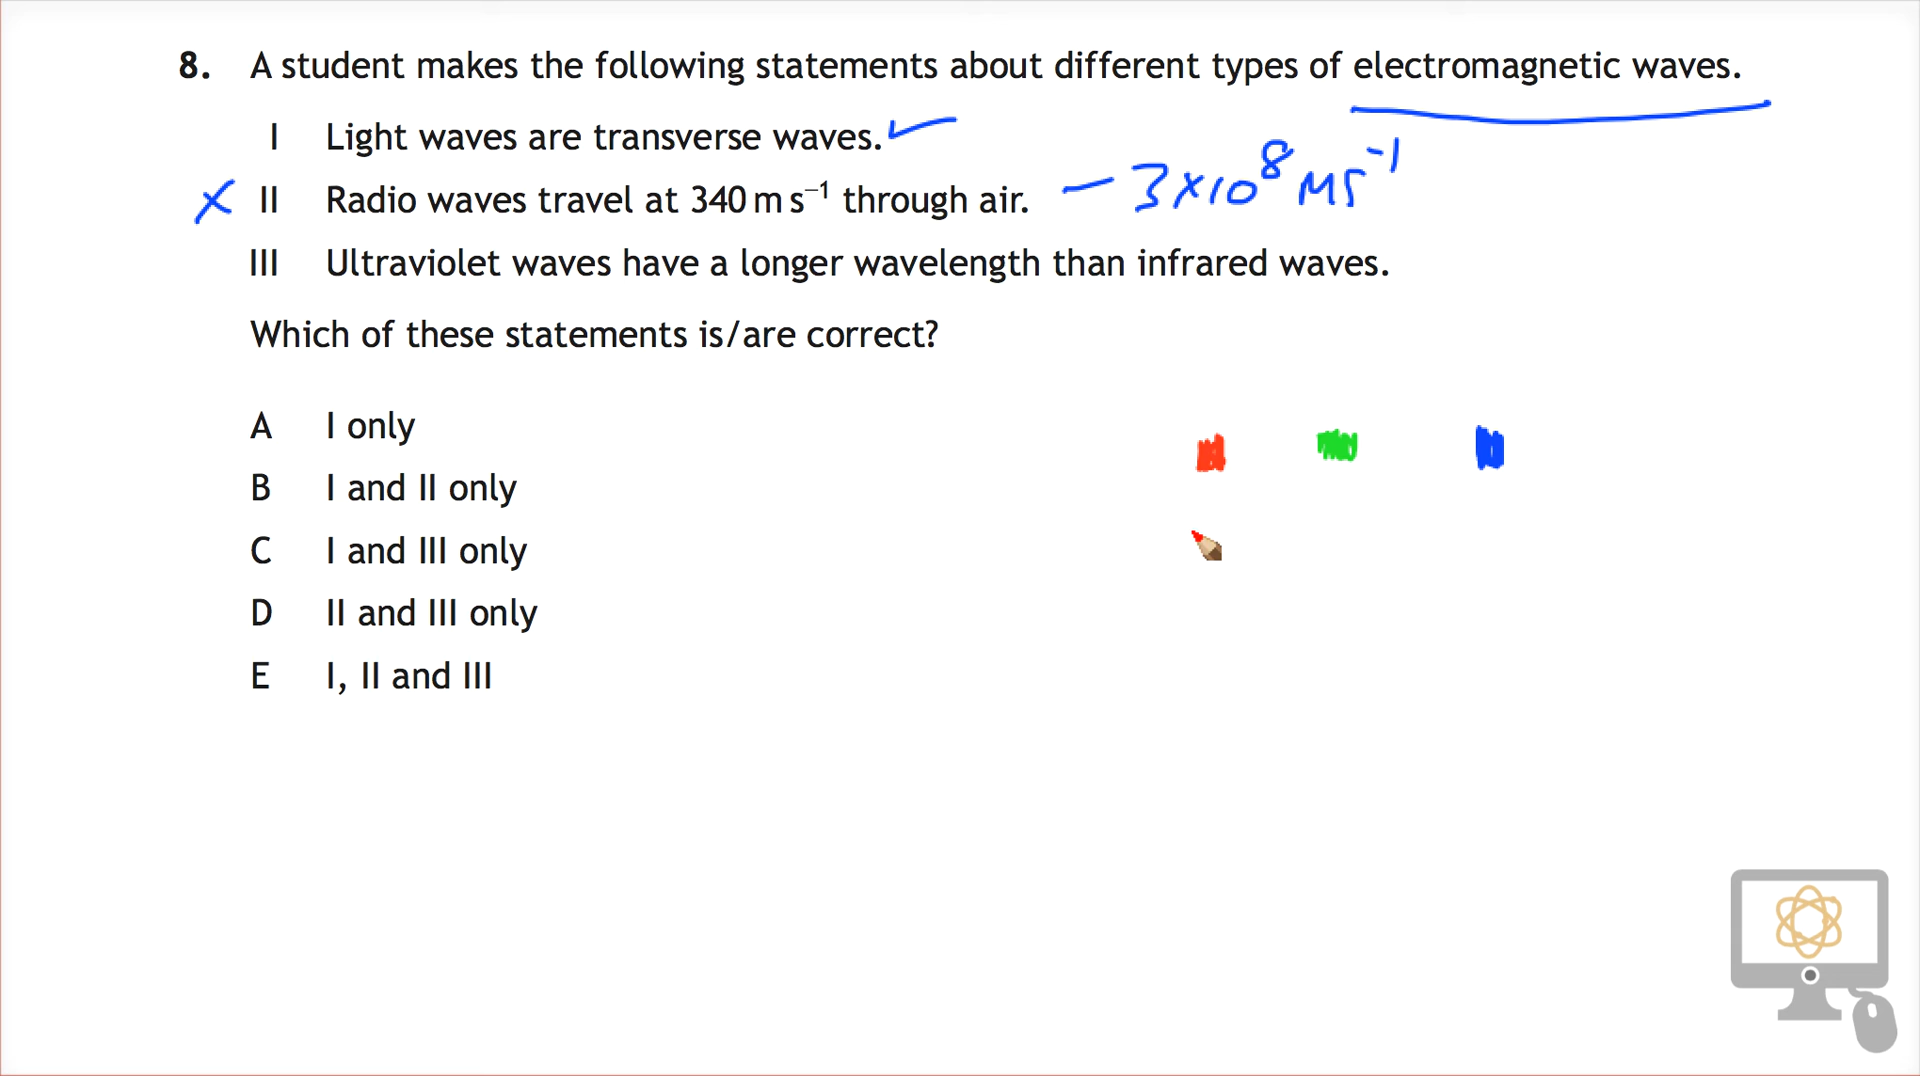 8. A student makes the following statements about different types of electromagnetic waves.
I Light waves are transverse waves. ✓
✗ II Radio waves travel at 340 m s⁻¹ through air. – 3×10⁸ ms⁻¹
III Ultraviolet waves have a longer wavelength than infrared waves.
Which of these statements is/are correct?
A I only
B I and II only
C I and III only
D II and III only
E I, II and III